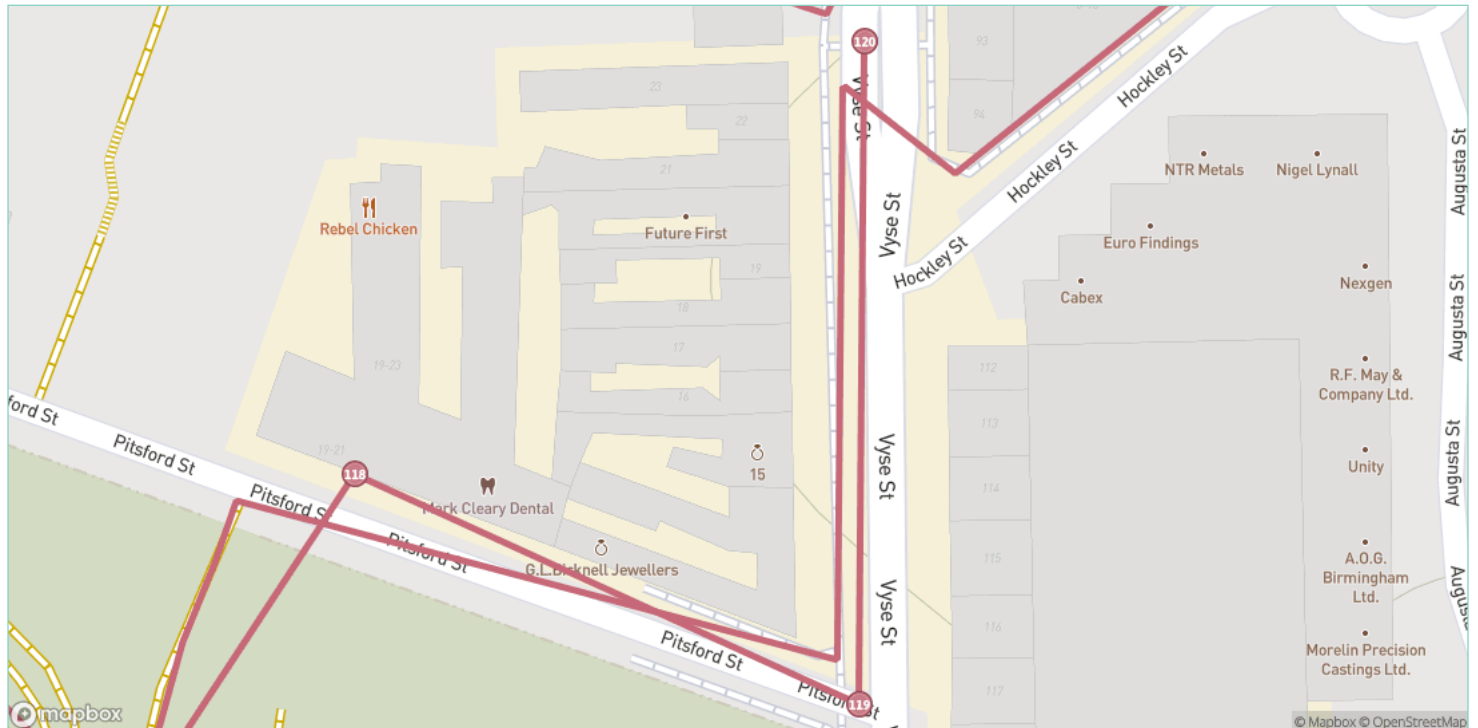 120
93
94
Vyse St
Hockley St
23
22
21
NTR Metals
Nigel Lynall
Augusta St
Hockley St
Rebel Chicken
Future First
Vyse St
Euro Findings
19
Hockley St
Cabex
Nexgen
18
Augusta St
17
19-23
112
R.F. May &
Company Ltd.
16
ford St
113
Pitsford St
19-21
15
Vyse St
Augusta St
Unity
118
Mark Cleary Dental
114
Pitsford St
Pitsford St
G.L.Bicknell Jewellers
115
A.O.G.
Birmingham
Ltd.
Vyse St
116
Pitsford St
Morelin Precision
Castings Ltd.
117
Pitsford St
119
mapbox
© Mapbox © OpenStreetMap